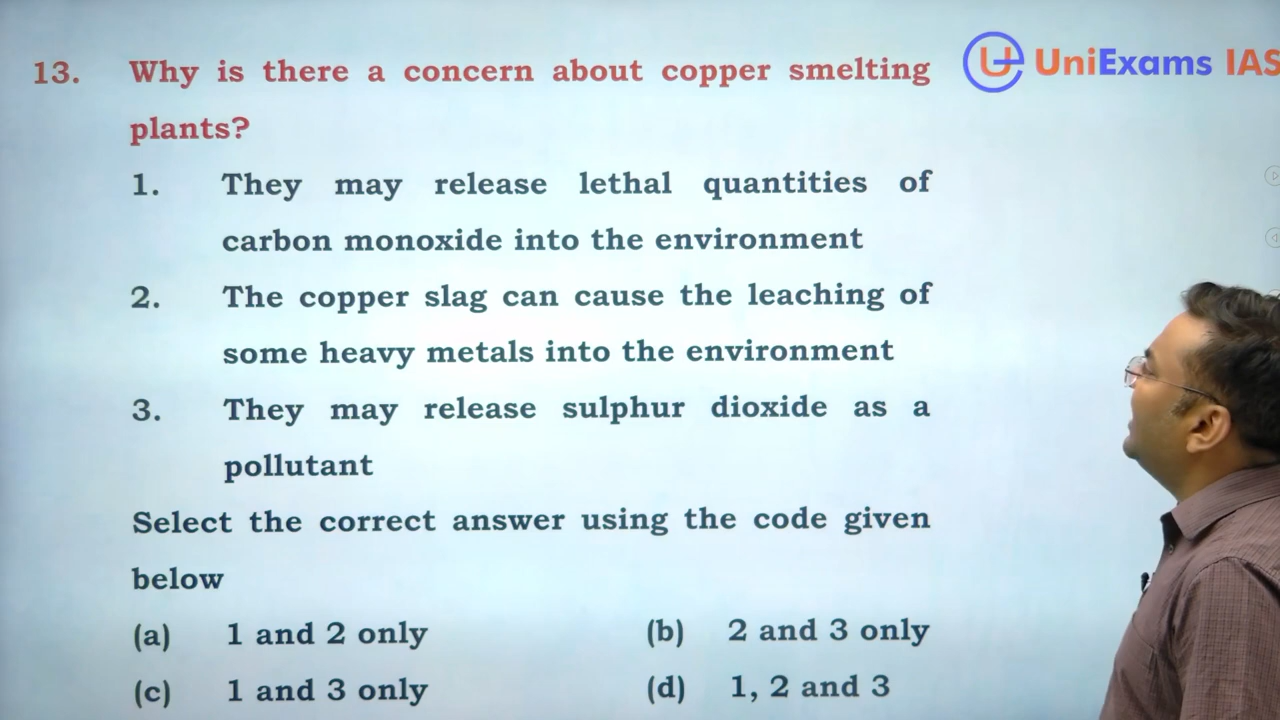 UniExams IAS
13. Why is there a concern about copper smelting
plants?
1. They may release lethal quantities of
carbon monoxide into the environment
2. The copper slag can cause the leaching of
some heavy metals into the environment
3. They may release sulphur dioxide as a
pollutant
Select the correct answer using the code given
below
(a) 1 and 2 only (b) 2 and 3 only
(c) 1 and 3 only (d) 1, 2 and 3